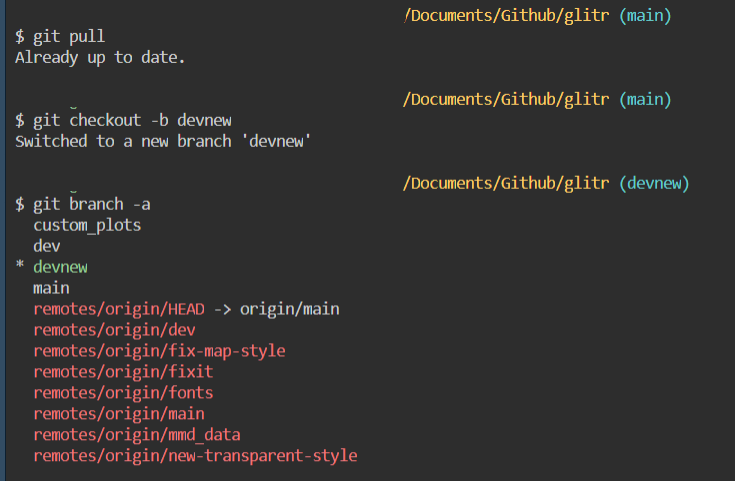 /Documents/Github/glitr (main)
$ git pull
Already up to date.
/Documents/Github/glitr (main)
$ git checkout -b devnew
Switched to a new branch 'devnew'
/Documents/Github/glitr (devnew)
$ git branch -a
custom_plots
dev
* devnew
main
remotes/origin/HEAD -> origin/main
remotes/origin/dev
remotes/origin/fix-map-style
remotes/origin/fixit
remotes/origin/fonts
remotes/origin/main
remotes/origin/mmd_data
remotes/origin/new-transparent-style